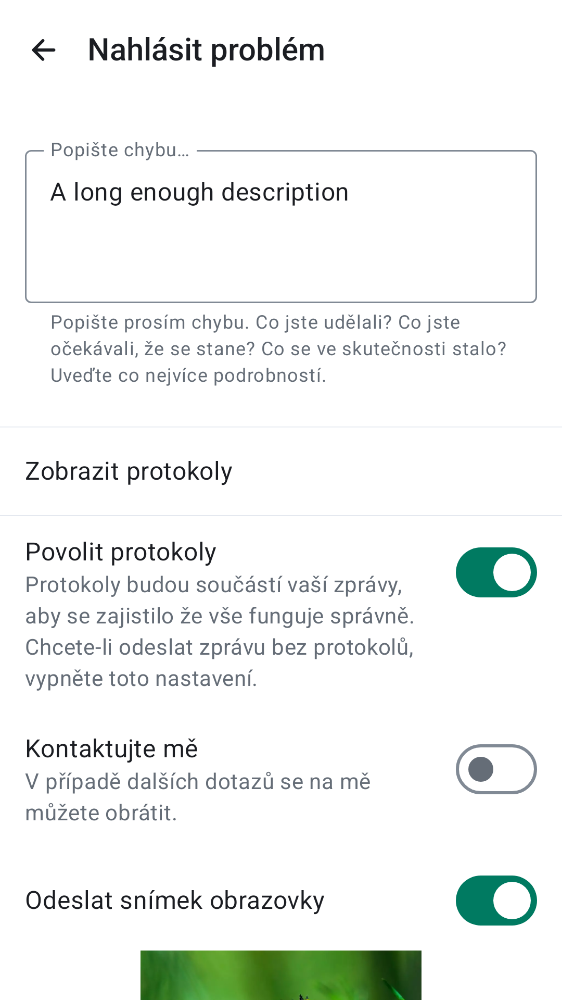 Nahlásit problém
Popište chybu…
A long enough description
Popište prosím chybu. Co jste udělali? Co jste
očekávali, že se stane? Co se ve skutečnosti stalo?
Uveďte co nejvíce podrobností.
Zobrazit protokoly
Povolit protokoly
Protokoly budou součástí vaší zprávy,
aby se zajistilo že vše funguje správně.
Chcete-li odeslat zprávu bez protokolů,
vypněte toto nastavení.
Kontaktujte mě
V případě dalších dotazů se na mě
můžete obrátit.
Odeslat snímek obrazovky